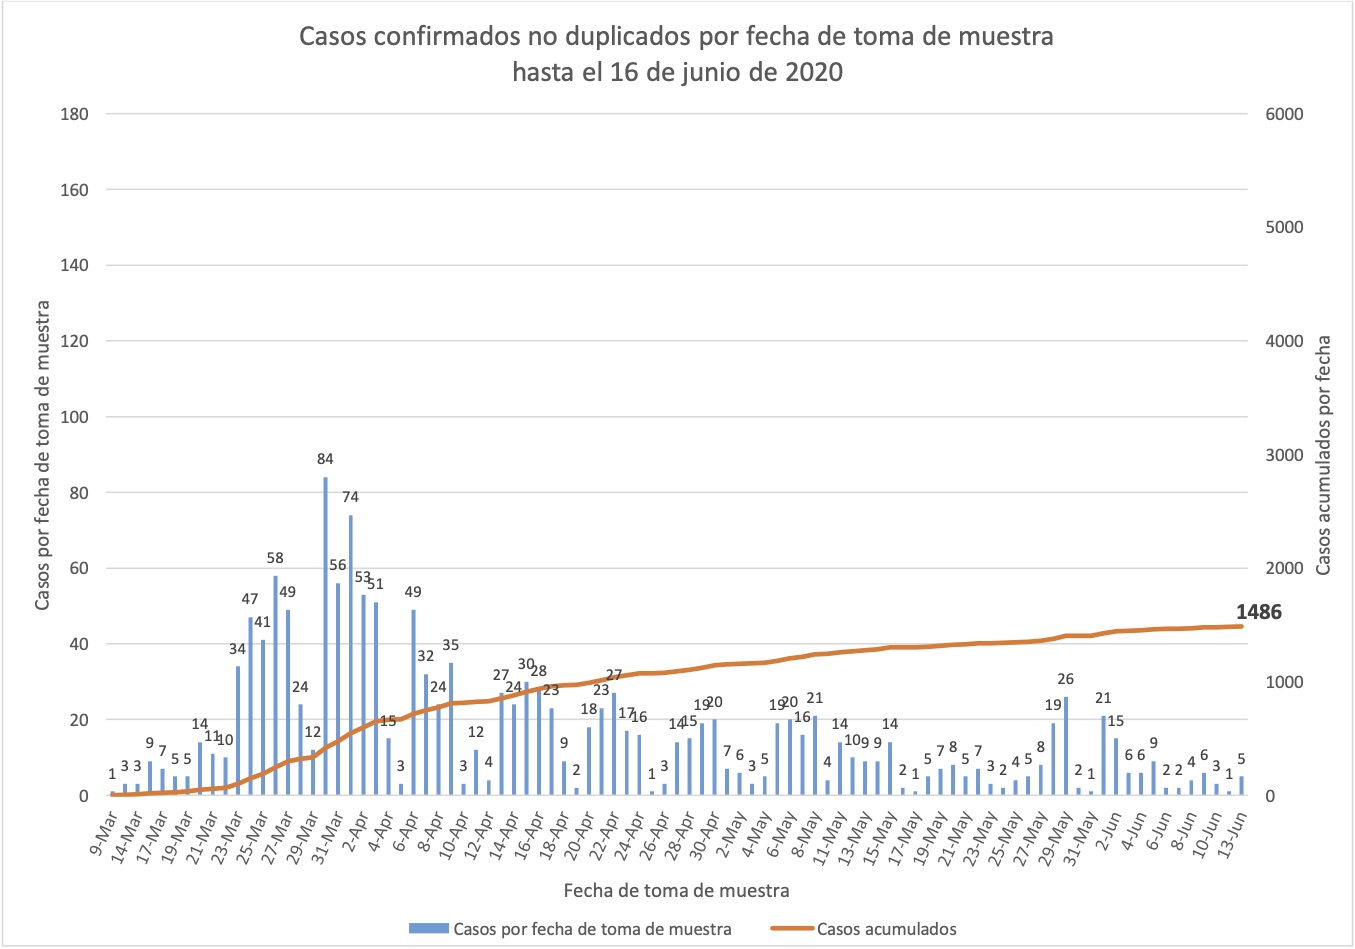 Casos confirmados no duplicados por fecha de toma de muestra
hasta el 16 de junio de 2020
180
160
140
120
100
80
60
40
20
0
6000
5000
4000
3000
2000
1000
0
Casos por fecha de toma de muestra
Casos acumulados por fecha
1 3 3 9 7 5 5 14 11 10 34 47 41 58 49 24 12 84 56 74 53 51 15 3 49 32 24 35 3 12 4 27 24 30 28 23 9 2 18 23 27 17 16 1 3 14 15 19 20 7 6 3 5 19 20 16 21 4 14 10 9 9 14 2 1 5 7 8 5 7 3 2 4 5 8 19 26 2 1 21 15 6 6 9 2 2 4 6 3 1 5
1486
9-Mar 14-Mar 17-Mar 19-Mar 21-Mar 23-Mar 25-Mar 27-Mar 29-Mar 31-Mar 2-Apr 4-Apr 6-Apr 8-Apr 10-Apr 12-Apr 14-Apr 16-Apr 18-Apr 20-Apr 22-Apr 24-Apr 26-Apr 28-Apr 30-Apr 2-May 4-May 6-May 8-May 11-May 13-May 15-May 17-May 19-May 21-May 23-May 25-May 27-May 29-May 31-May 2-Jun 4-Jun 6-Jun 8-Jun 10-Jun 13-Jun
Fecha de toma de muestra
Casos por fecha de toma de muestra Casos acumulados